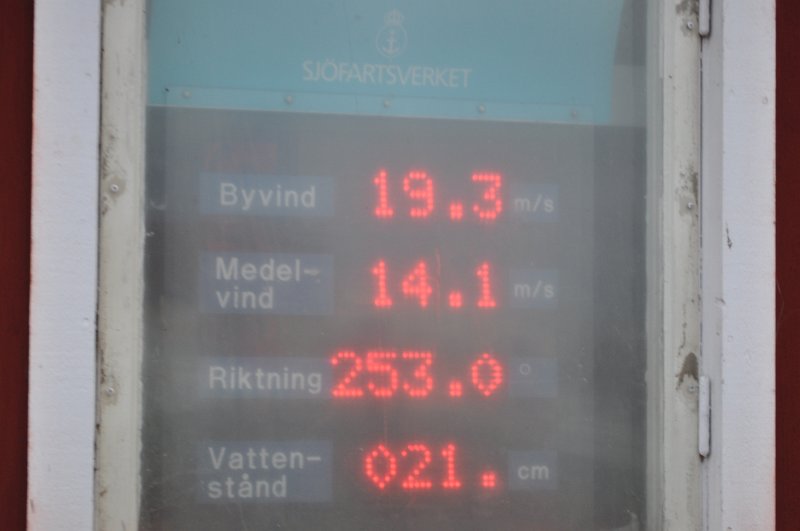 SJÖFARTSVERKET
Byvind 19.3 m/s
Medel-
vind 14.1 m/s
Riktning 253.0 °
Vatten-
stånd 021. cm